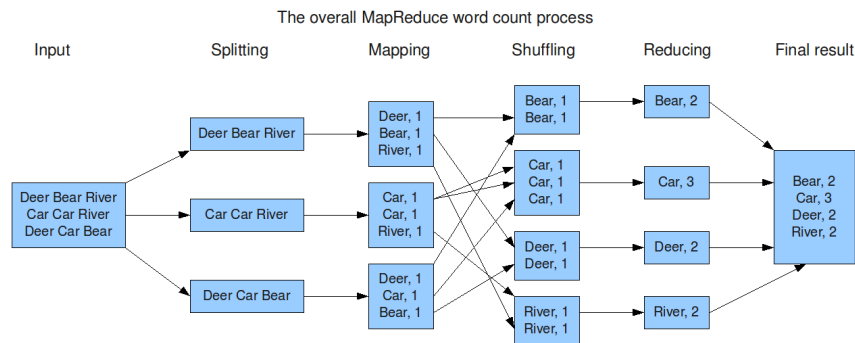 The overall MapReduce word count process
Input
Splitting
Mapping
Shuffling
Reducing
Final result
Deer Bear River
Car Car River
Deer Car Bear
Deer Bear River
Car Car River
Deer Car Bear
Deer, 1
Bear, 1
River, 1
Car, 1
Car, 1
River, 1
Deer, 1
Car, 1
Bear, 1
Bear, 1
Bear, 1
Car, 1
Car, 1
Car, 1
Deer, 1
Deer, 1
River, 1
River, 1
Bear, 2
Car, 3
Deer, 2
River, 2
Bear, 2
Car, 3
Deer, 2
River, 2